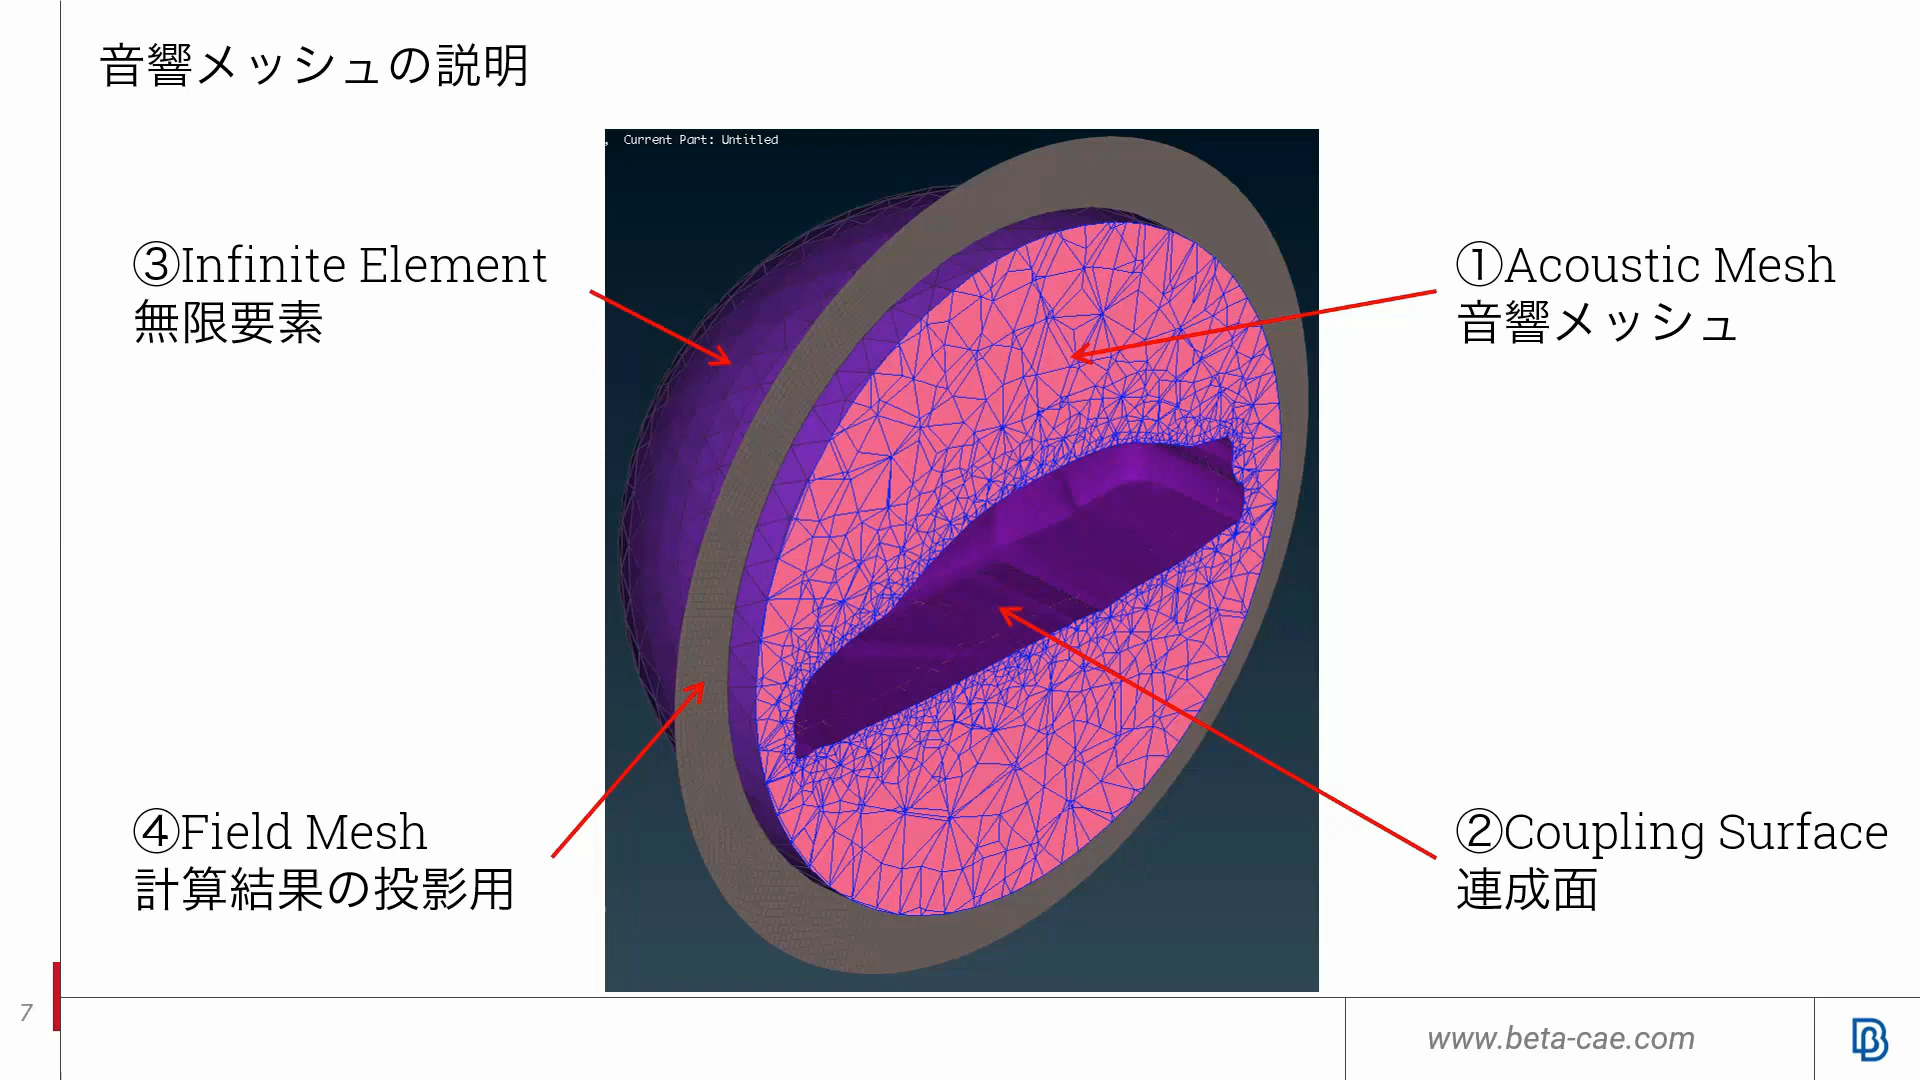 音響メッシュの説明
, Current Part: Untitled
③Infinite Element
無限要素
①Acoustic Mesh
音響メッシュ
④Field Mesh
計算結果の投影用
②Coupling Surface
連成面
7
www.beta-cae.com